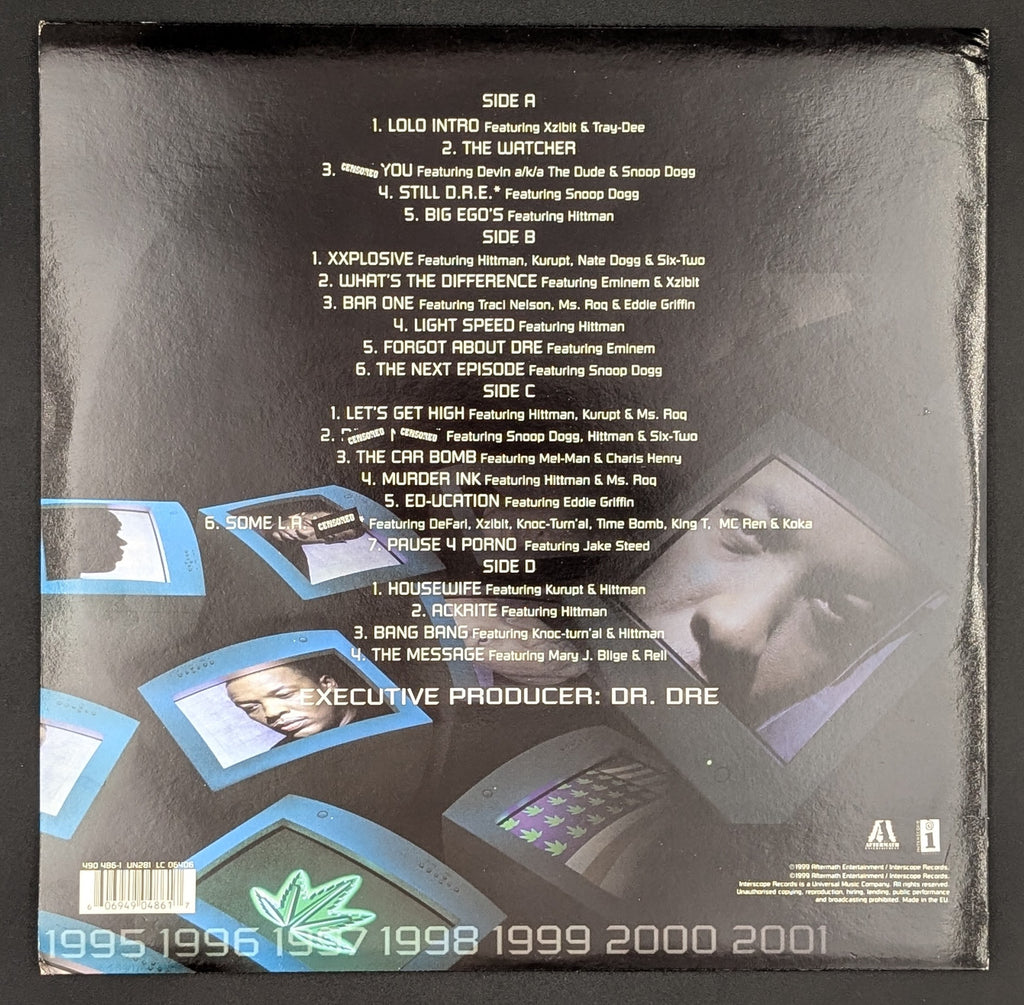 SIDE A
1. LOLO INTRO Featuring Xzibit & Tray-Dee
2. THE WATCHER
3. CENSORED YOU Featuring Devin a/k/a The Dude & Snoop Dogg
4. STILL D.R.E.* Featuring Snoop Dogg
5. BIG EGO'S Featuring Hittman
SIDE B
1. XXPLOSIVE Featuring Hittman, Kurupt, Nate Dogg & Six-Two
2. WHAT'S THE DIFFERENCE Featuring Eminem & Xzibit
3. BAR ONE Featuring Traci Nelson, Ms. Roq & Eddie Griffin
4. LIGHT SPEED Featuring Hittman
5. FORGOT ABOUT DRE Featuring Eminem
6. THE NEXT EPISODE Featuring Snoop Dogg
SIDE C
1. LET'S GET HIGH Featuring Hittman, Kurupt & Ms. Roq
2. CENSORED CENSORED Featuring Snoop Dogg, Hittman & Six-Two
3. THE CAR BOMB Featuring Mel-Man & Charis Henry
4. MURDER INK Featuring Hittman & Ms. Roq
5. ED-UCATION Featuring Eddie Griffin
6. SOME L.A. CENSORED * Featuring DeFari, Xzibit, Knoc-Turn'al, Time Bomb, King T, MC Ren & Koka
7. PAUSE 4 PORNO Featuring Jake Steed
SIDE D
1. HOUSEWIFE Featuring Kurupt & Hittman
2. ACKRITE Featuring Hittman
3. BANG BANG Featuring Knoc-turn'al & Hittman
4. THE MESSAGE Featuring Mary J. Blige & Rell
EXECUTIVE PRODUCER: DR. DRE
AFTERMATH
INTERSCOPE
490 486-1 UN281 LC 06406
6 06949 04861 7
©1999 Aftermath Entertainment / Interscope Records.
©1999 Aftermath Entertainment / Interscope Records.
Interscope Records is a Universal Music Company. All rights reserved.
Unauthorised copying, reproduction, hiring, lending, public performance
and broadcasting prohibited. Made in the EU
1995 1996 1997 1998 1999 2000 2001